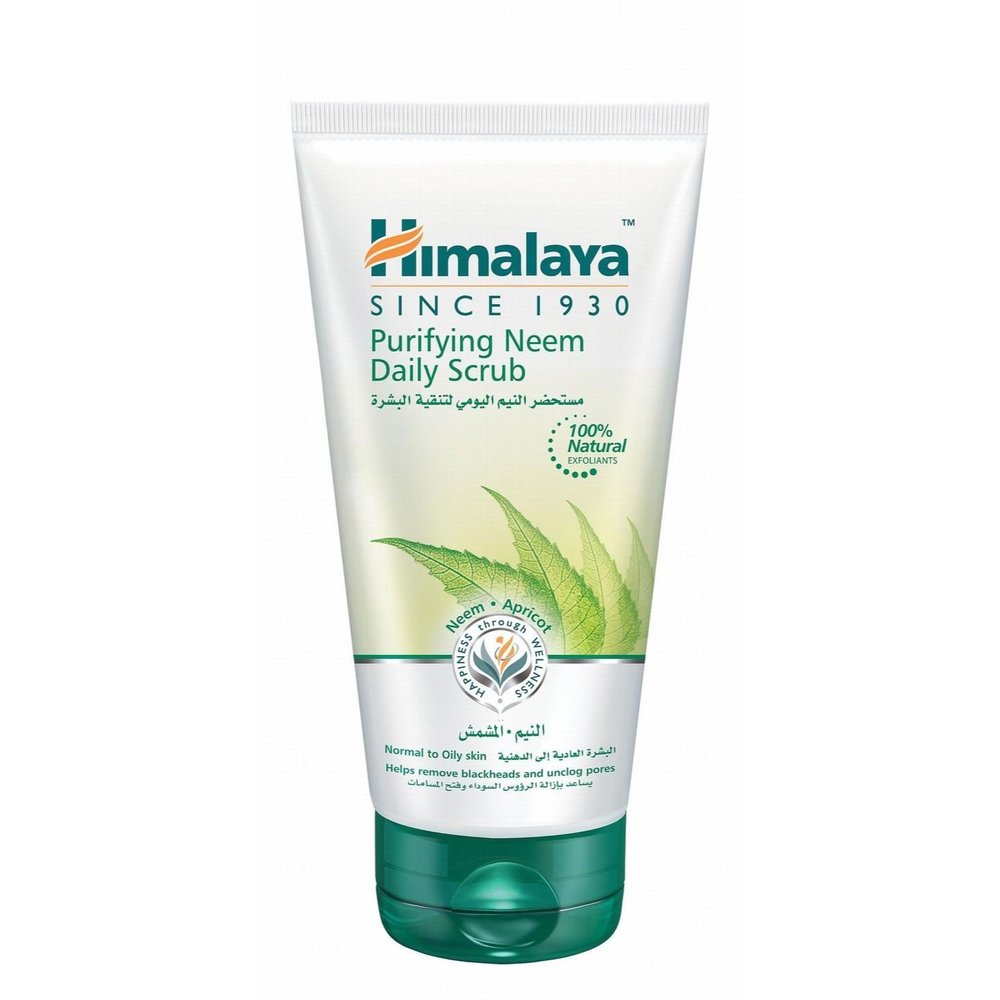 Himalaya™
SINCE 1930
Purifying Neem
Daily Scrub
مستحضر النيم اليومي لتنقية البشرة
100%
Natural
EXFOLIANTS
Neem • Apricot
HAPPINESS through WELLNESS
النيم • المشمش
Normal to Oily skin البشرة العادية إلى الدهنية
Helps remove blackheads and unclog pores
يساعد بإزالة الرؤوس السوداء وفتح المسامات